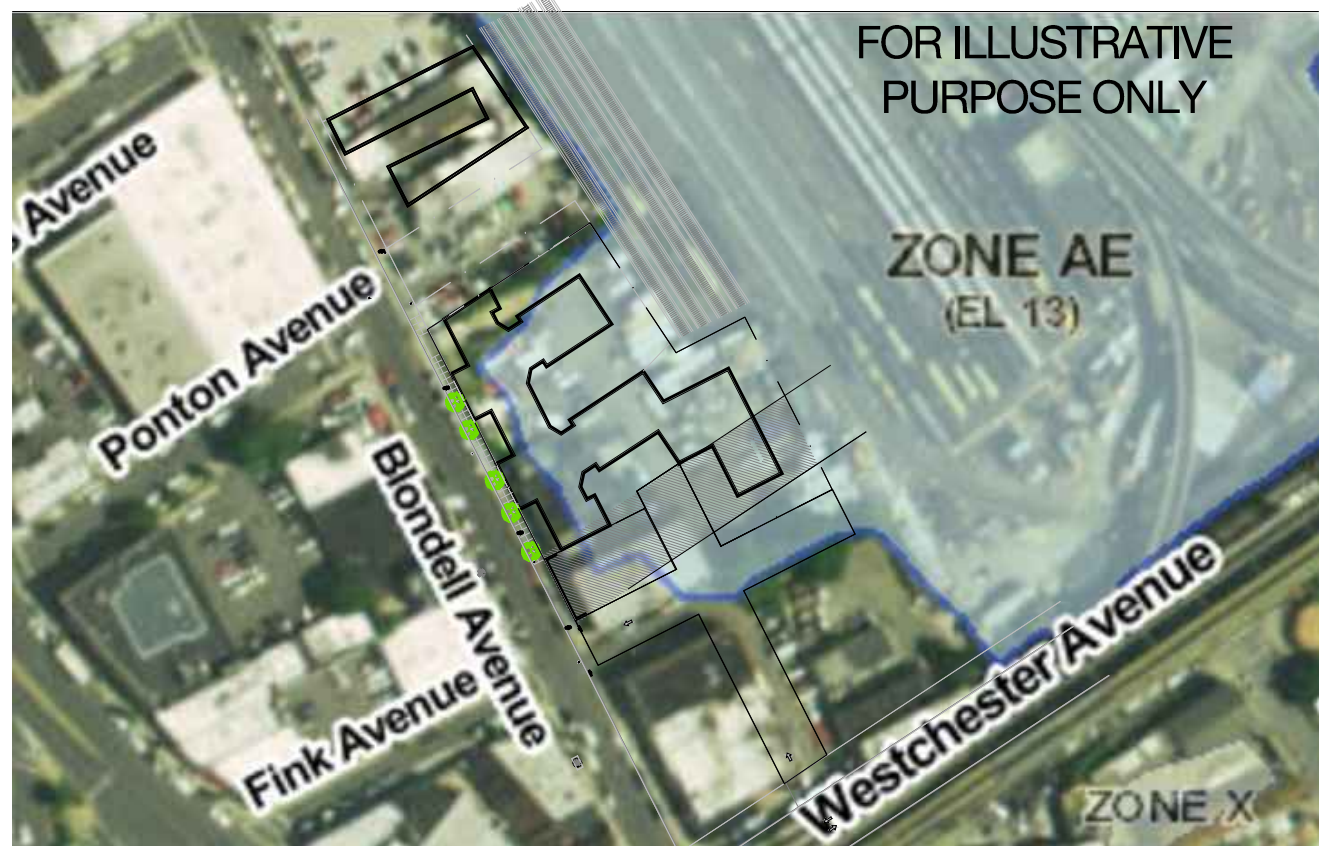 FOR ILLUSTRATIVE
PURPOSE ONLY
s Avenue
ZONE AE
(EL 13)
Ponton Avenue
Blondell Avenue
Fink Avenue
Westchester Avenue
ZONE X